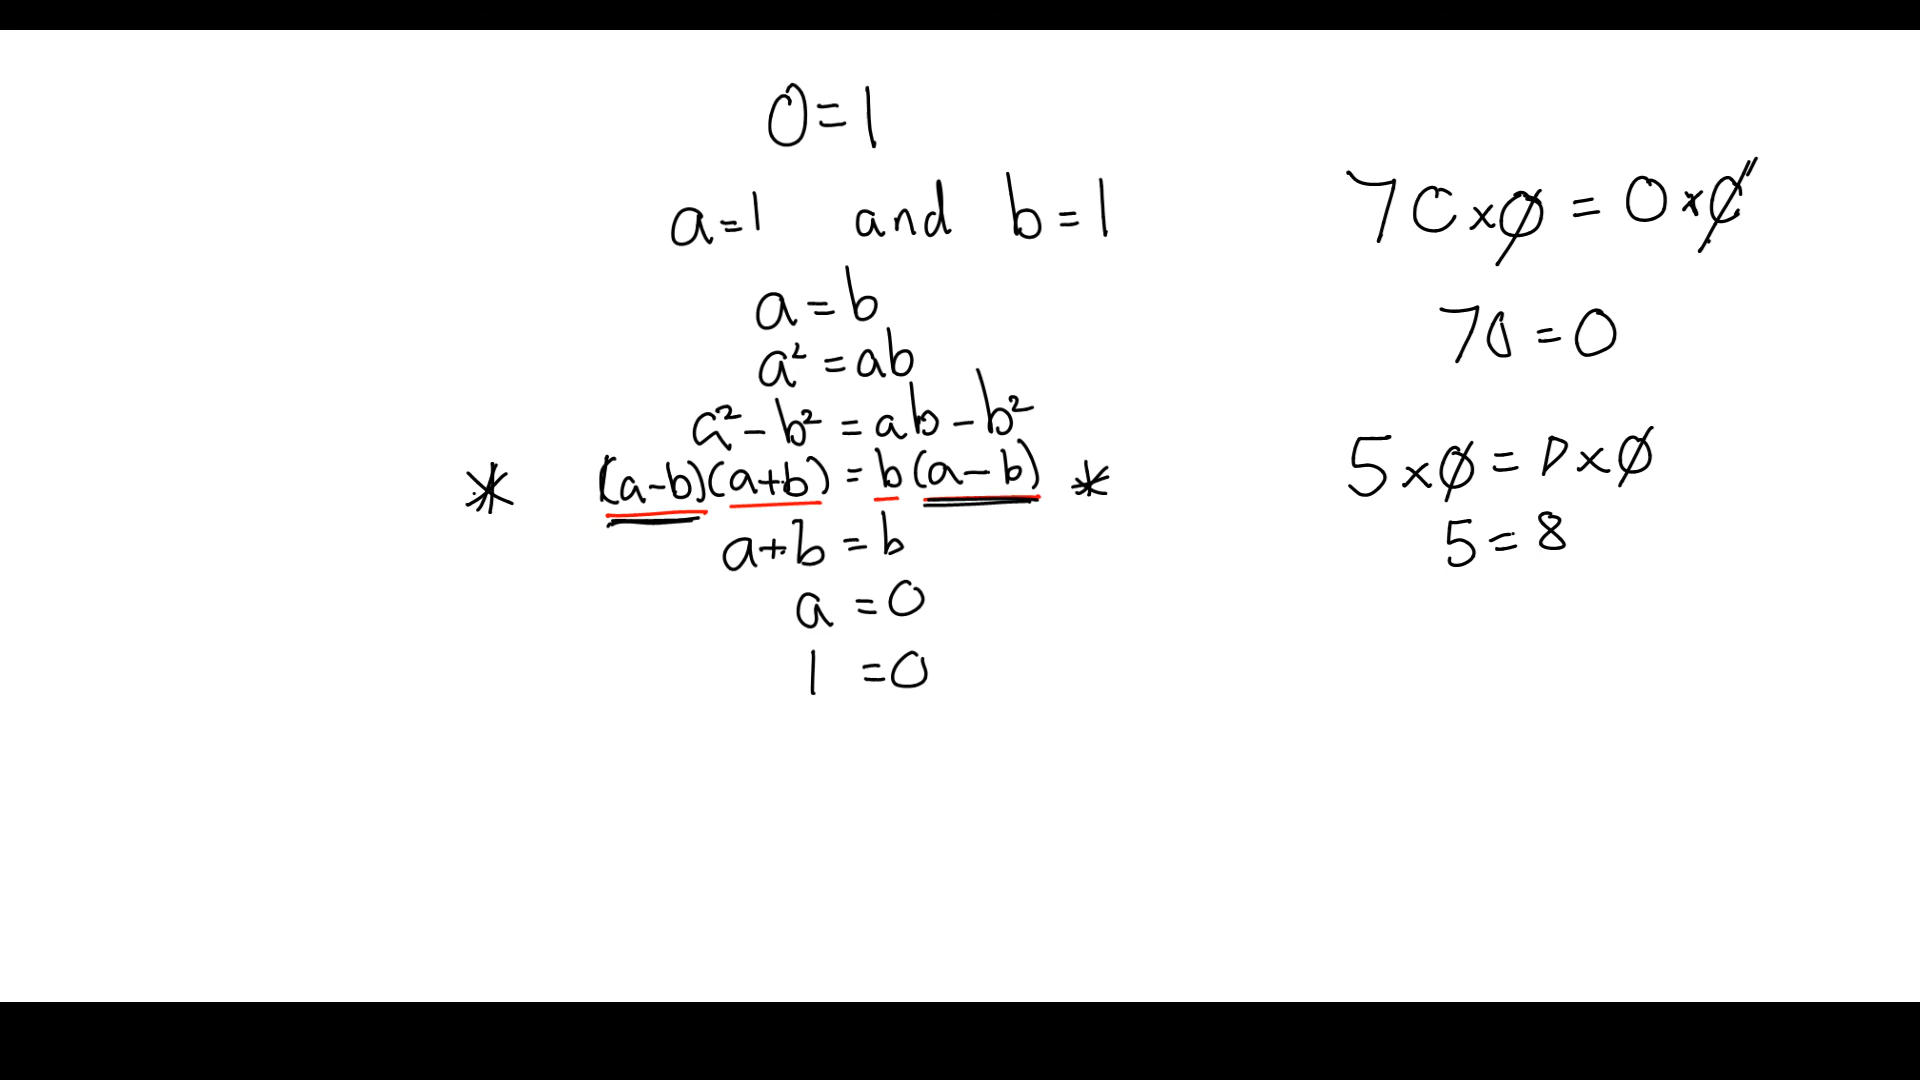 0=1
a=1 and b=1
a=b
a²=ab
a²-b²=ab-b²
* (a-b)(a+b)=b(a-b) *
a+b=b
a=0
1=0
70×0=0×0
70=0
5×0=0×0
5=8